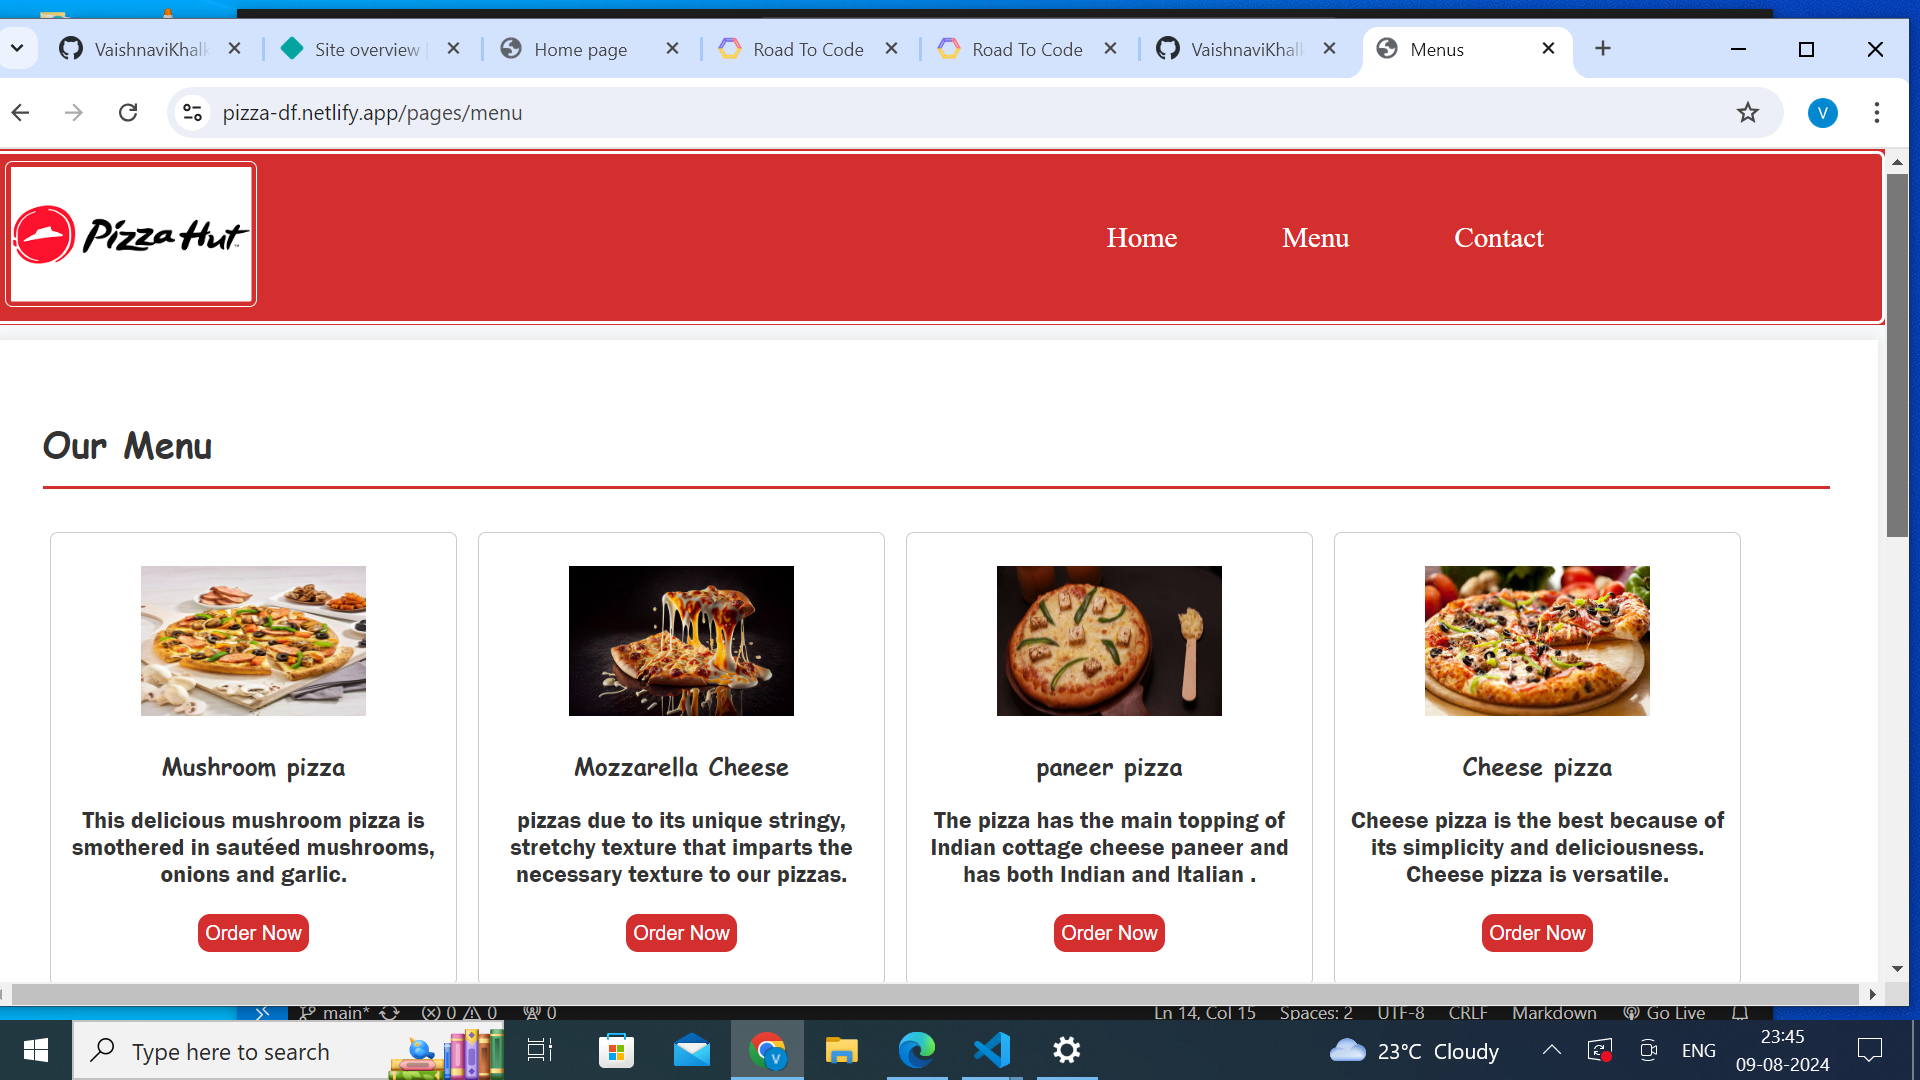 VaishnaviKhalk
Site overview
Home page
Road To Code
Road To Code
VaishnaviKhalk
Menus
pizza-df.netlify.app/pages/menu
V
Pizza Hut
Home
Menu
Contact
Our Menu
Mushroom pizza
This delicious mushroom pizza is
smothered in sautéed mushrooms,
onions and garlic.
Order Now
Mozzarella Cheese
pizzas due to its unique stringy,
stretchy texture that imparts the
necessary texture to our pizzas.
Order Now
paneer pizza
The pizza has the main topping of
Indian cottage cheese paneer and
has both Indian and Italian .
Order Now
Cheese pizza
Cheese pizza is the best because of
its simplicity and deliciousness.
Cheese pizza is versatile.
Order Now
main* 0 0 0 Ln 14, Col 15 Spaces: 2 UTF-8 CRLF Markdown Go Live
Type here to search
V
23°C Cloudy
ENG
23:45
09-08-2024